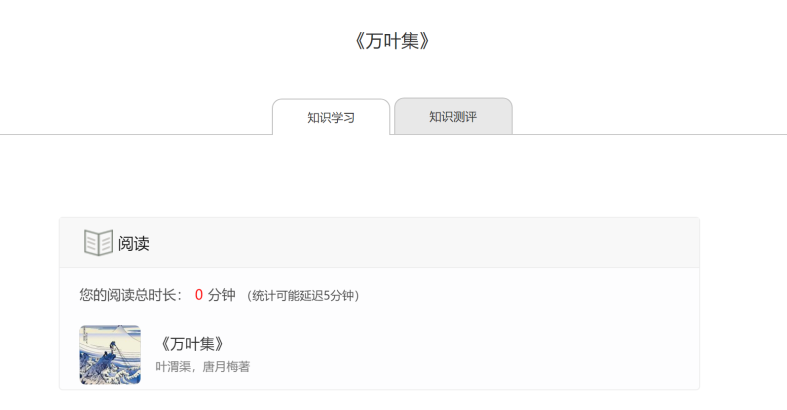 《万叶集》
知识学习 知识测评
阅读
您的阅读总时长： 0 分钟 （统计可能延迟5分钟）
《万叶集》
叶渭渠，唐月梅著